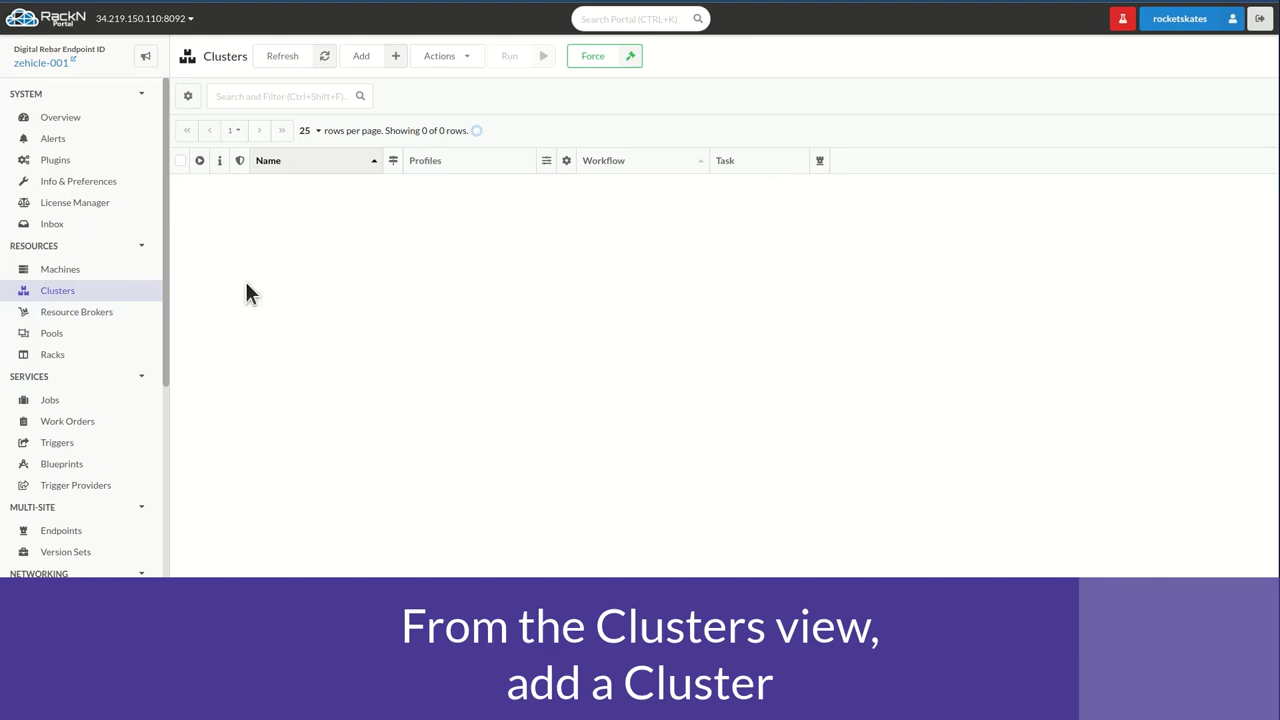 RackN
Portal
34.219.150.110:8092
Search Portal (CTRL+K)
rocketskates
Digital Rebar Endpoint ID
zehicle-001
Clusters
Refresh
Add
Actions
Run
Force
Search and Filter (Ctrl+Shift+F)..
1
25 rows per page. Showing 0 of 0 rows.
Name
Profiles
Workflow
Task
SYSTEM
Overview
Alerts
Plugins
Info & Preferences
License Manager
Inbox
RESOURCES
Machines
Clusters
Resource Brokers
Pools
Racks
SERVICES
Jobs
Work Orders
Triggers
Blueprints
Trigger Providers
MULTI-SITE
Endpoints
Version Sets
NETWORKING
From the Clusters view,
add a Cluster